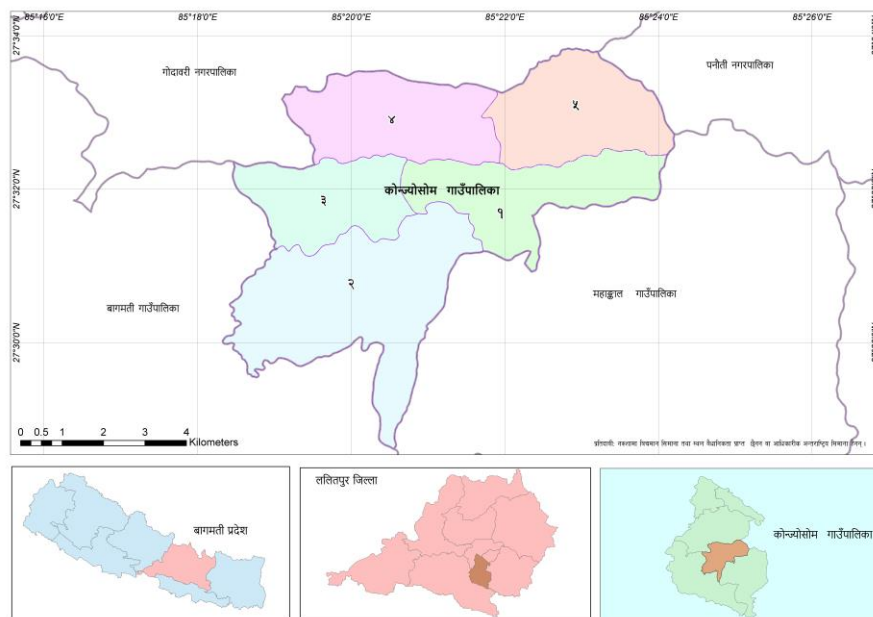 85°16'0"E 85°18'0"E 85°20'0"E 85°22'0"E 85°24'0"E 85°26'0"E
27°34'0"N
गोदावरी नगरपालिका
पनौती नगरपालिका
५
४
27°32'0"N
कोन्ज्योसोम गाउँपालिका
३
१
२
बागमती गाउँपालिका
महाङ्काल गाउँपालिका
27°30'0"N
0 0.5 1 2 3 4
Kilometers
बागमती प्रदेश
ललितपुर जिल्ला
कोन्ज्योसोम गाउँपालिका